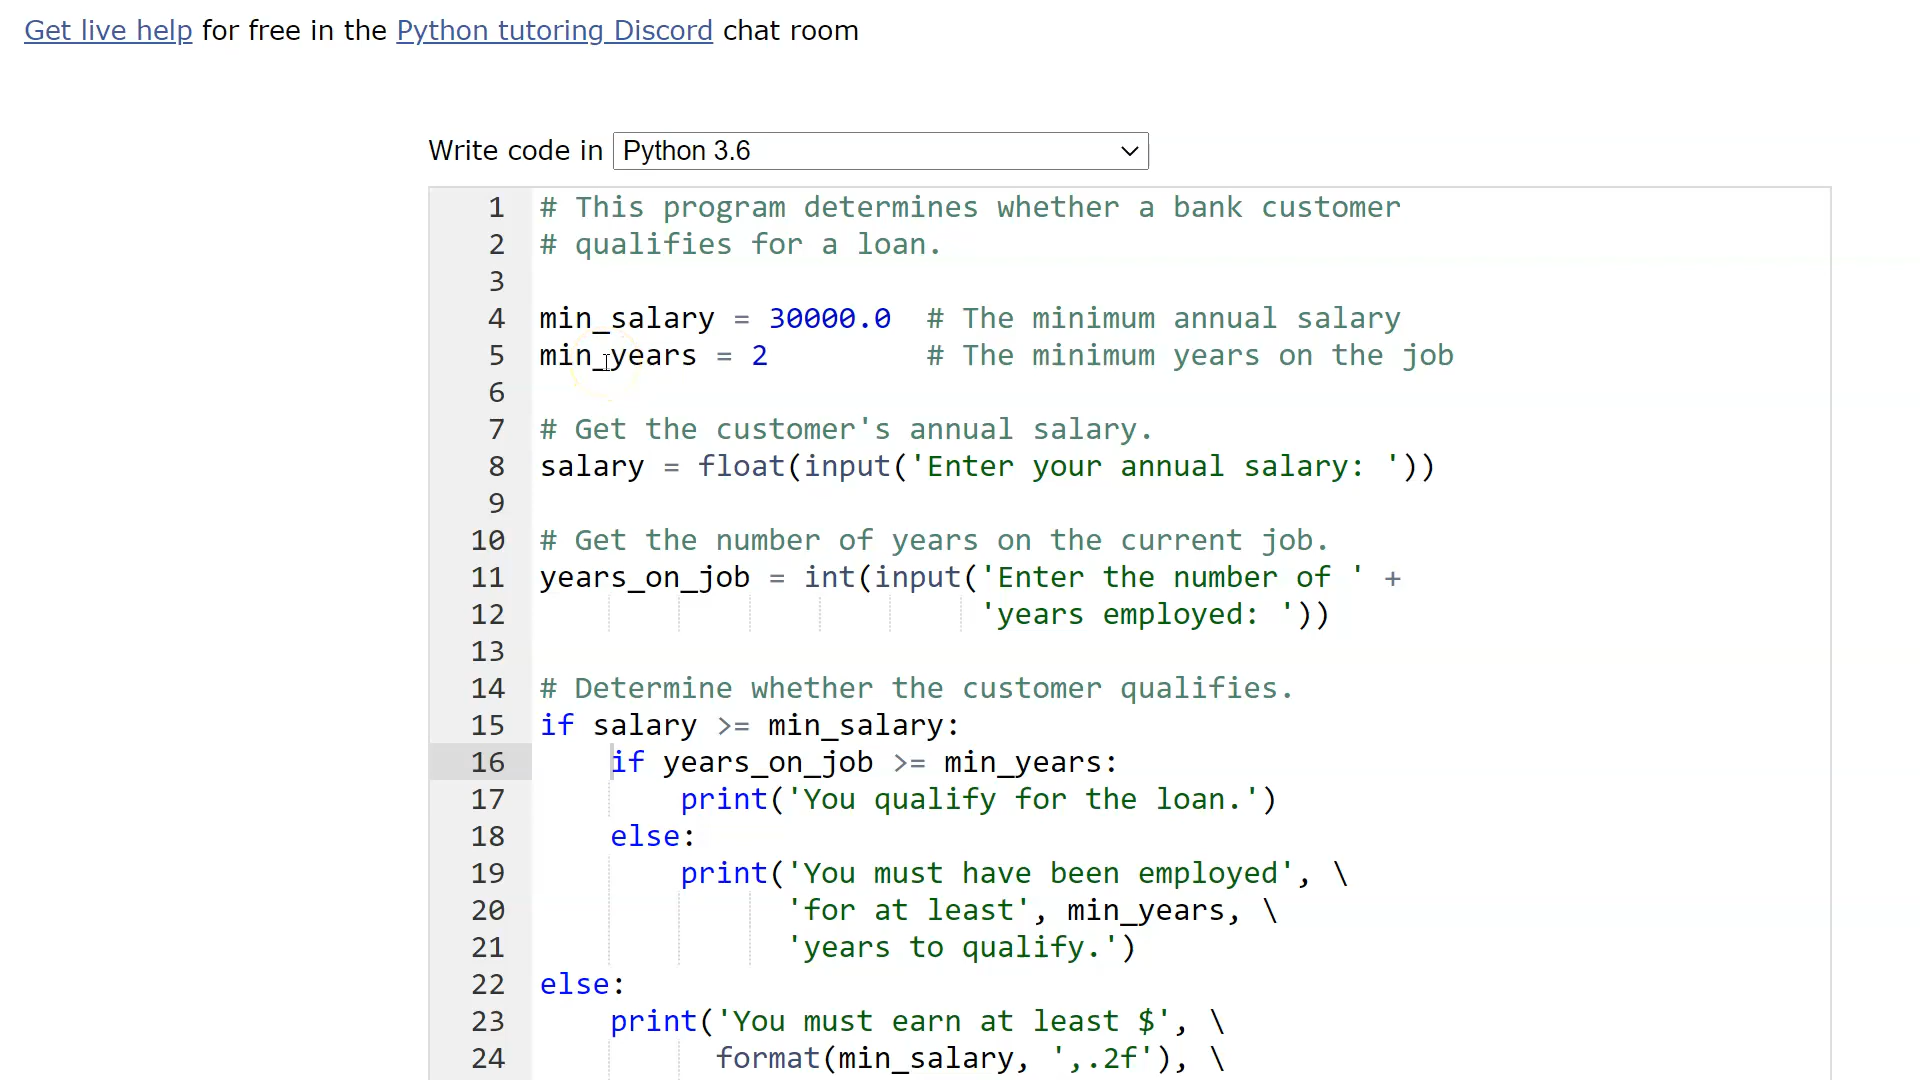 Get live help for free in the Python tutoring Discord chat room
Write code in Python 3.6
1 # This program determines whether a bank customer
2 # qualifies for a loan.
3
4 min_salary = 30000.0  # The minimum annual salary
5 min_years = 2         # The minimum years on the job
6
7 # Get the customer's annual salary.
8 salary = float(input('Enter your annual salary: '))
9
10 # Get the number of years on the current job.
11 years_on_job = int(input('Enter the number of ' +
12                          'years employed: '))
13
14 # Determine whether the customer qualifies.
15 if salary >= min_salary:
16     if years_on_job >= min_years:
17         print('You qualify for the loan.')
18     else:
19         print('You must have been employed', \
20               'for at least', min_years, \
21               'years to qualify.')
22 else:
23     print('You must earn at least $', \
24           format(min_salary, ',.2f'), \